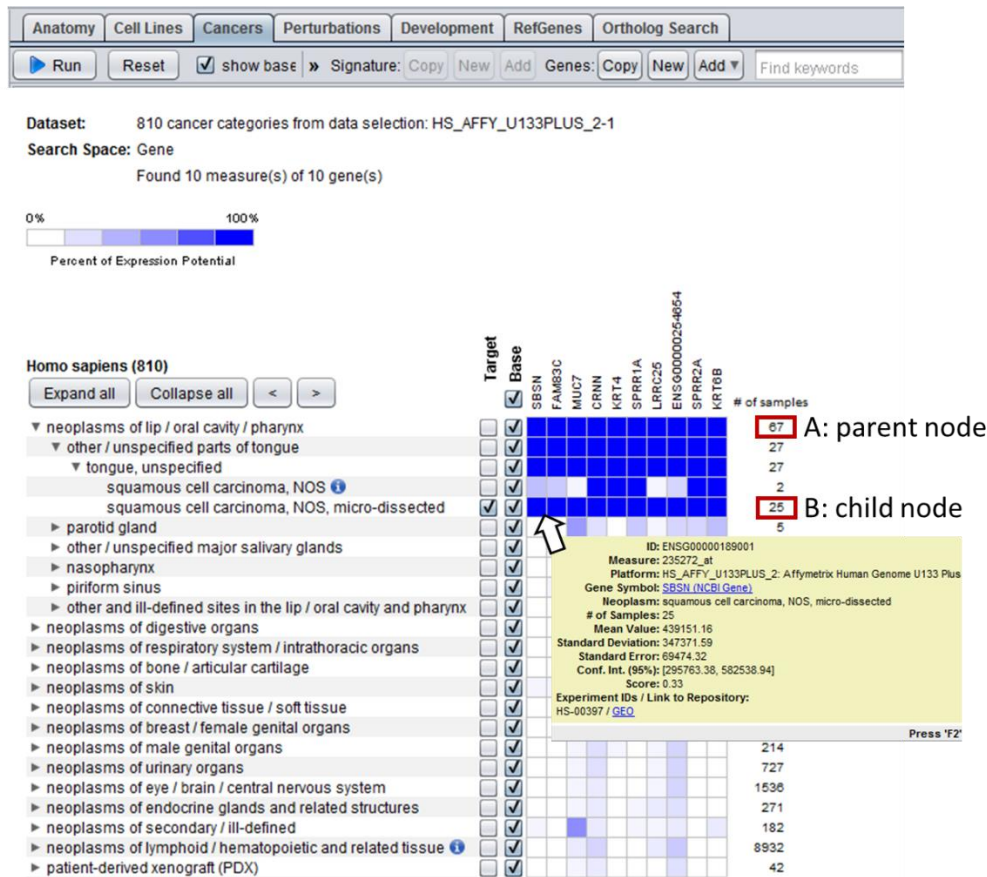 Anatomy Cell Lines Cancers Perturbations Development RefGenes Ortholog Search
Run Reset show base » Signature: Copy New Add Genes: Copy New Add Find keywords
Dataset: 810 cancer categories from data selection: HS_AFFY_U133PLUS_2-1
Search Space: Gene
Found 10 measure(s) of 10 gene(s)
0% 100%
Percent of Expression Potential
Homo sapiens (810)
Target Base SBSN FAM83C MUC7 CRNN KRT4 SPRR1A LRRC25 ENSG00000254654 SPRR2A KRT6B
Expand all Collapse all < > # of samples
neoplasms of lip / oral cavity / pharynx 67 A: parent node
other / unspecified parts of tongue 27
tongue, unspecified 27
squamous cell carcinoma, NOS 2
squamous cell carcinoma, NOS, micro-dissected 25 B: child node
parotid gland 5
other / unspecified major salivary glands
nasopharynx
piriform sinus
other and ill-defined sites in the lip / oral cavity and pharynx
neoplasms of digestive organs
neoplasms of respiratory system / intrathoracic organs
neoplasms of bone / articular cartilage
neoplasms of skin
neoplasms of connective tissue / soft tissue
neoplasms of breast / female genital organs
ID: ENSG00000189001
Measure: 235272_at
Platform: HS_AFFY_U133PLUS_2: Affymetrix Human Genome U133 Plus
Gene Symbol: SBSN (NCBI Gene)
Neoplasm: squamous cell carcinoma, NOS, micro-dissected
# of Samples: 25
Mean Value: 439151.16
Standard Deviation: 347371.59
Standard Error: 69474.32
Conf. Int. (95%): [295763.38, 582538.94]
Score: 0.33
Experiment IDs / Link to Repository:
HS-00397 / GEO
Press 'F2'
neoplasms of male genital organs 214
neoplasms of urinary organs 727
neoplasms of eye / brain / central nervous system 1536
neoplasms of endocrine glands and related structures 271
neoplasms of secondary / ill-defined 182
neoplasms of lymphoid / hematopoietic and related tissue 8932
patient-derived xenograft (PDX) 42